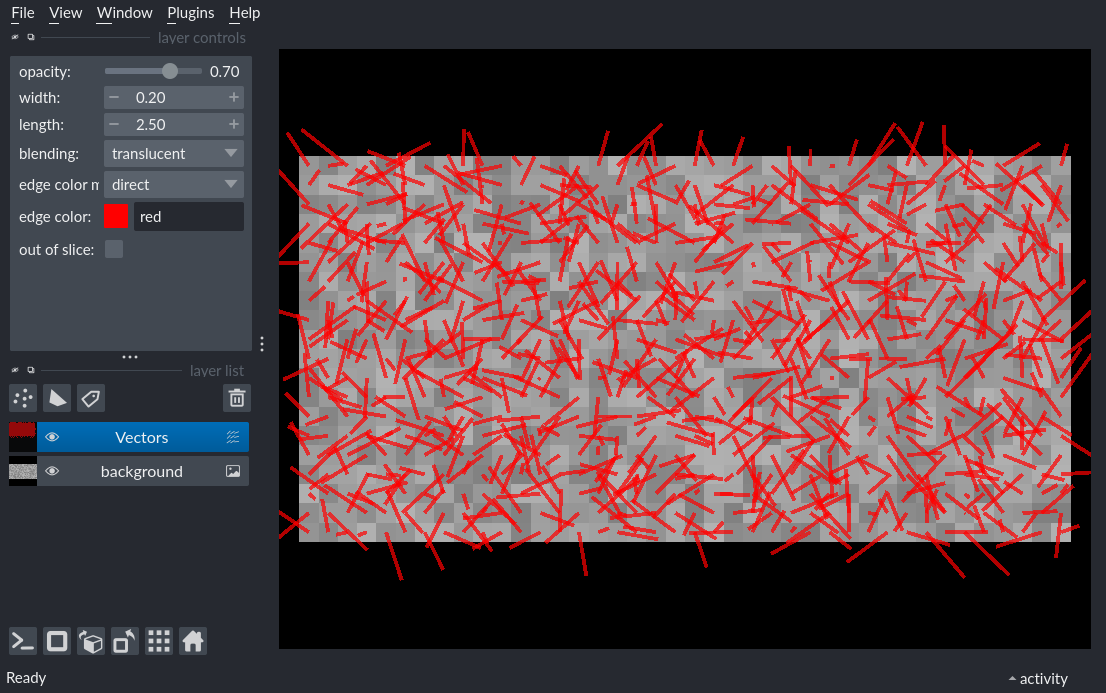 File View Window Plugins Help
layer controls
opacity: 0.70
width: − 0.20 +
length: − 2.50 +
blending: translucent
edge color m direct
edge color: red
out of slice:
layer list
Vectors
background
Ready
activity